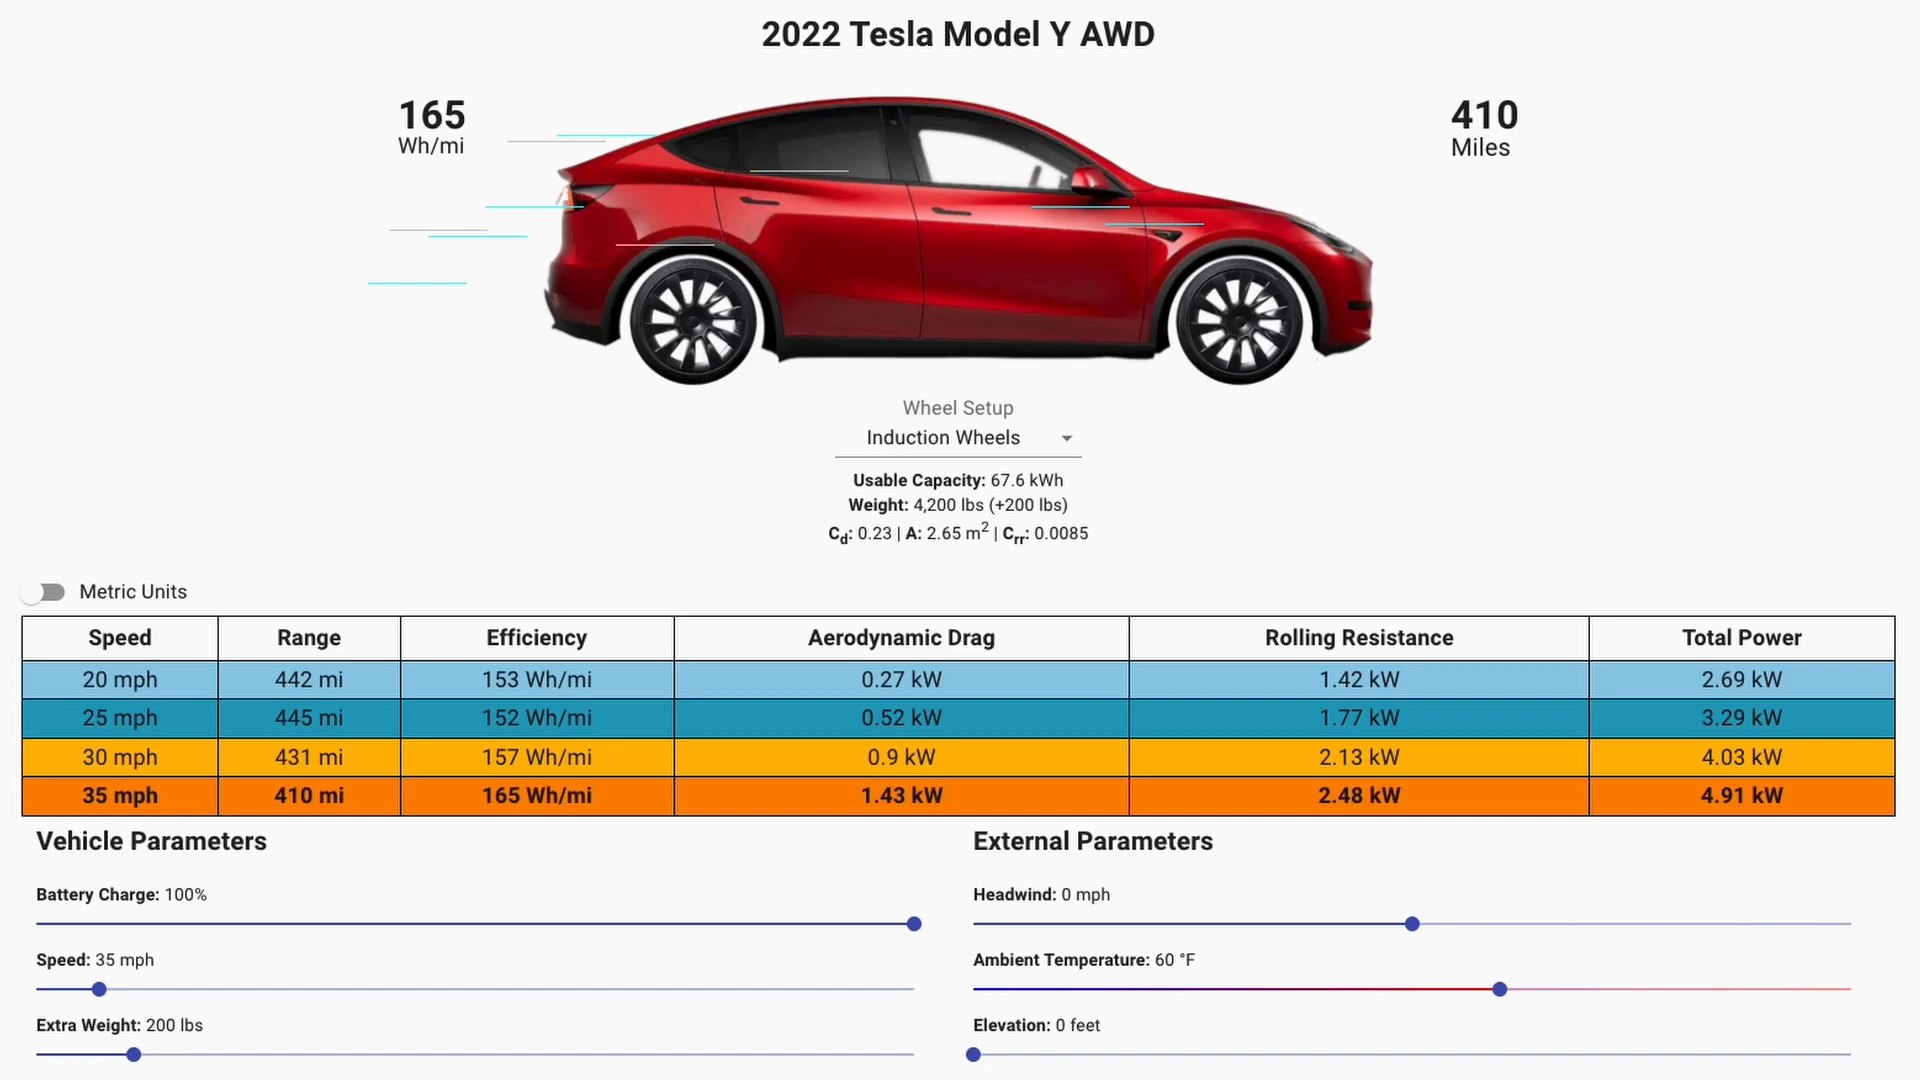 2022 Tesla Model Y AWD
165
Wh/mi
410
Miles
Wheel Setup
Induction Wheels
Usable Capacity: 67.6 kWh
Weight: 4,200 lbs (+200 lbs)
Cd: 0.23 | A: 2.65 m² | Crr: 0.0085
Metric Units
Speed Range Efficiency Aerodynamic Drag Rolling Resistance Total Power
20 mph 442 mi 153 Wh/mi 0.27 kW 1.42 kW 2.69 kW
25 mph 445 mi 152 Wh/mi 0.52 kW 1.77 kW 3.29 kW
30 mph 431 mi 157 Wh/mi 0.9 kW 2.13 kW 4.03 kW
35 mph 410 mi 165 Wh/mi 1.43 kW 2.48 kW 4.91 kW
Vehicle Parameters
Battery Charge: 100%
Speed: 35 mph
Extra Weight: 200 lbs
External Parameters
Headwind: 0 mph
Ambient Temperature: 60 °F
Elevation: 0 feet